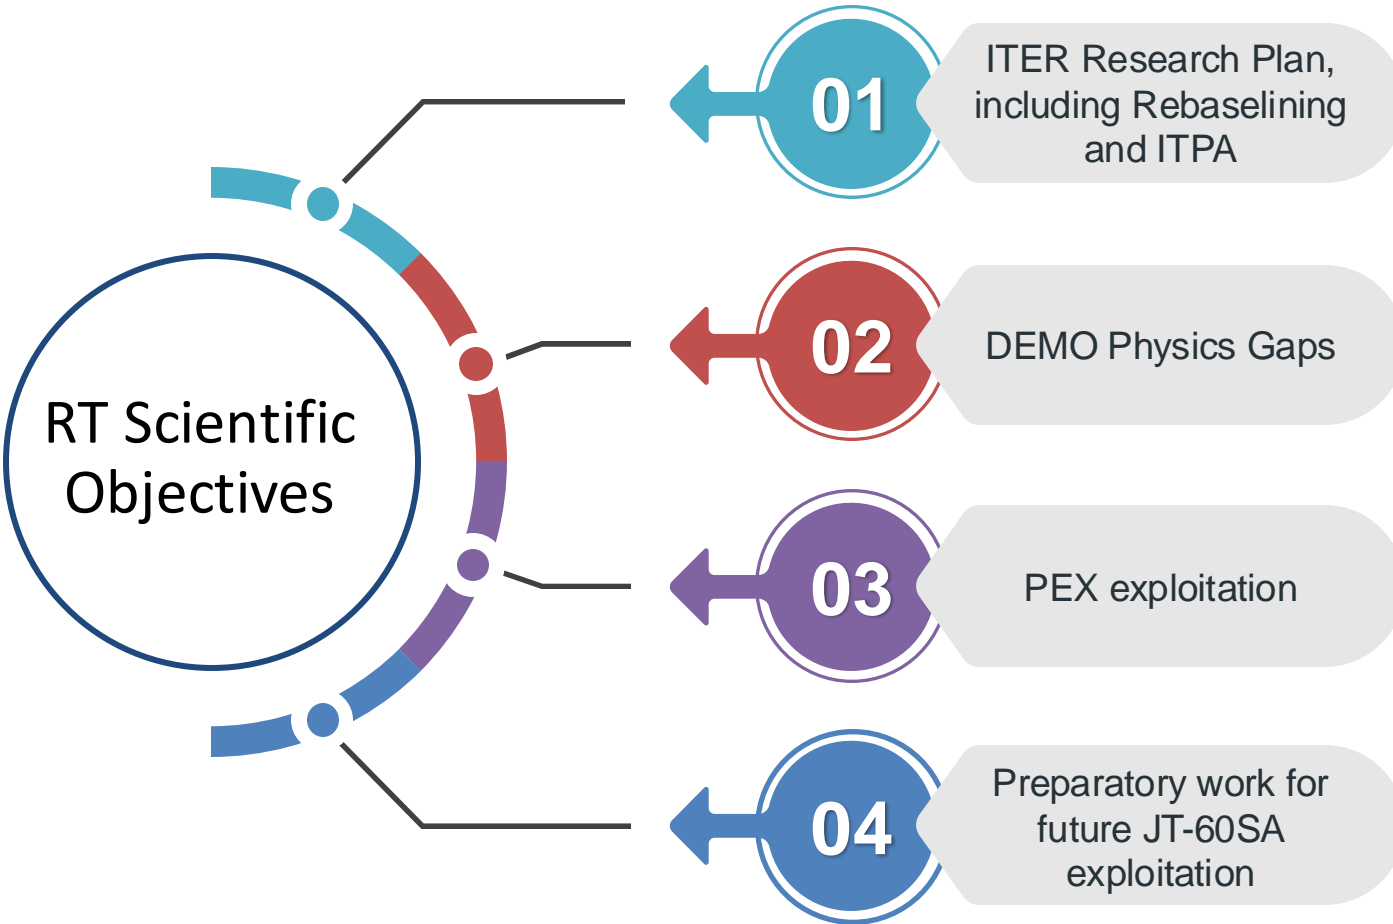 RT Scientific
Objectives
01
ITER Research Plan,
including Rebaselining
and ITPA
02
DEMO Physics Gaps
03
PEX exploitation
04
Preparatory work for
future JT-60SA
exploitation